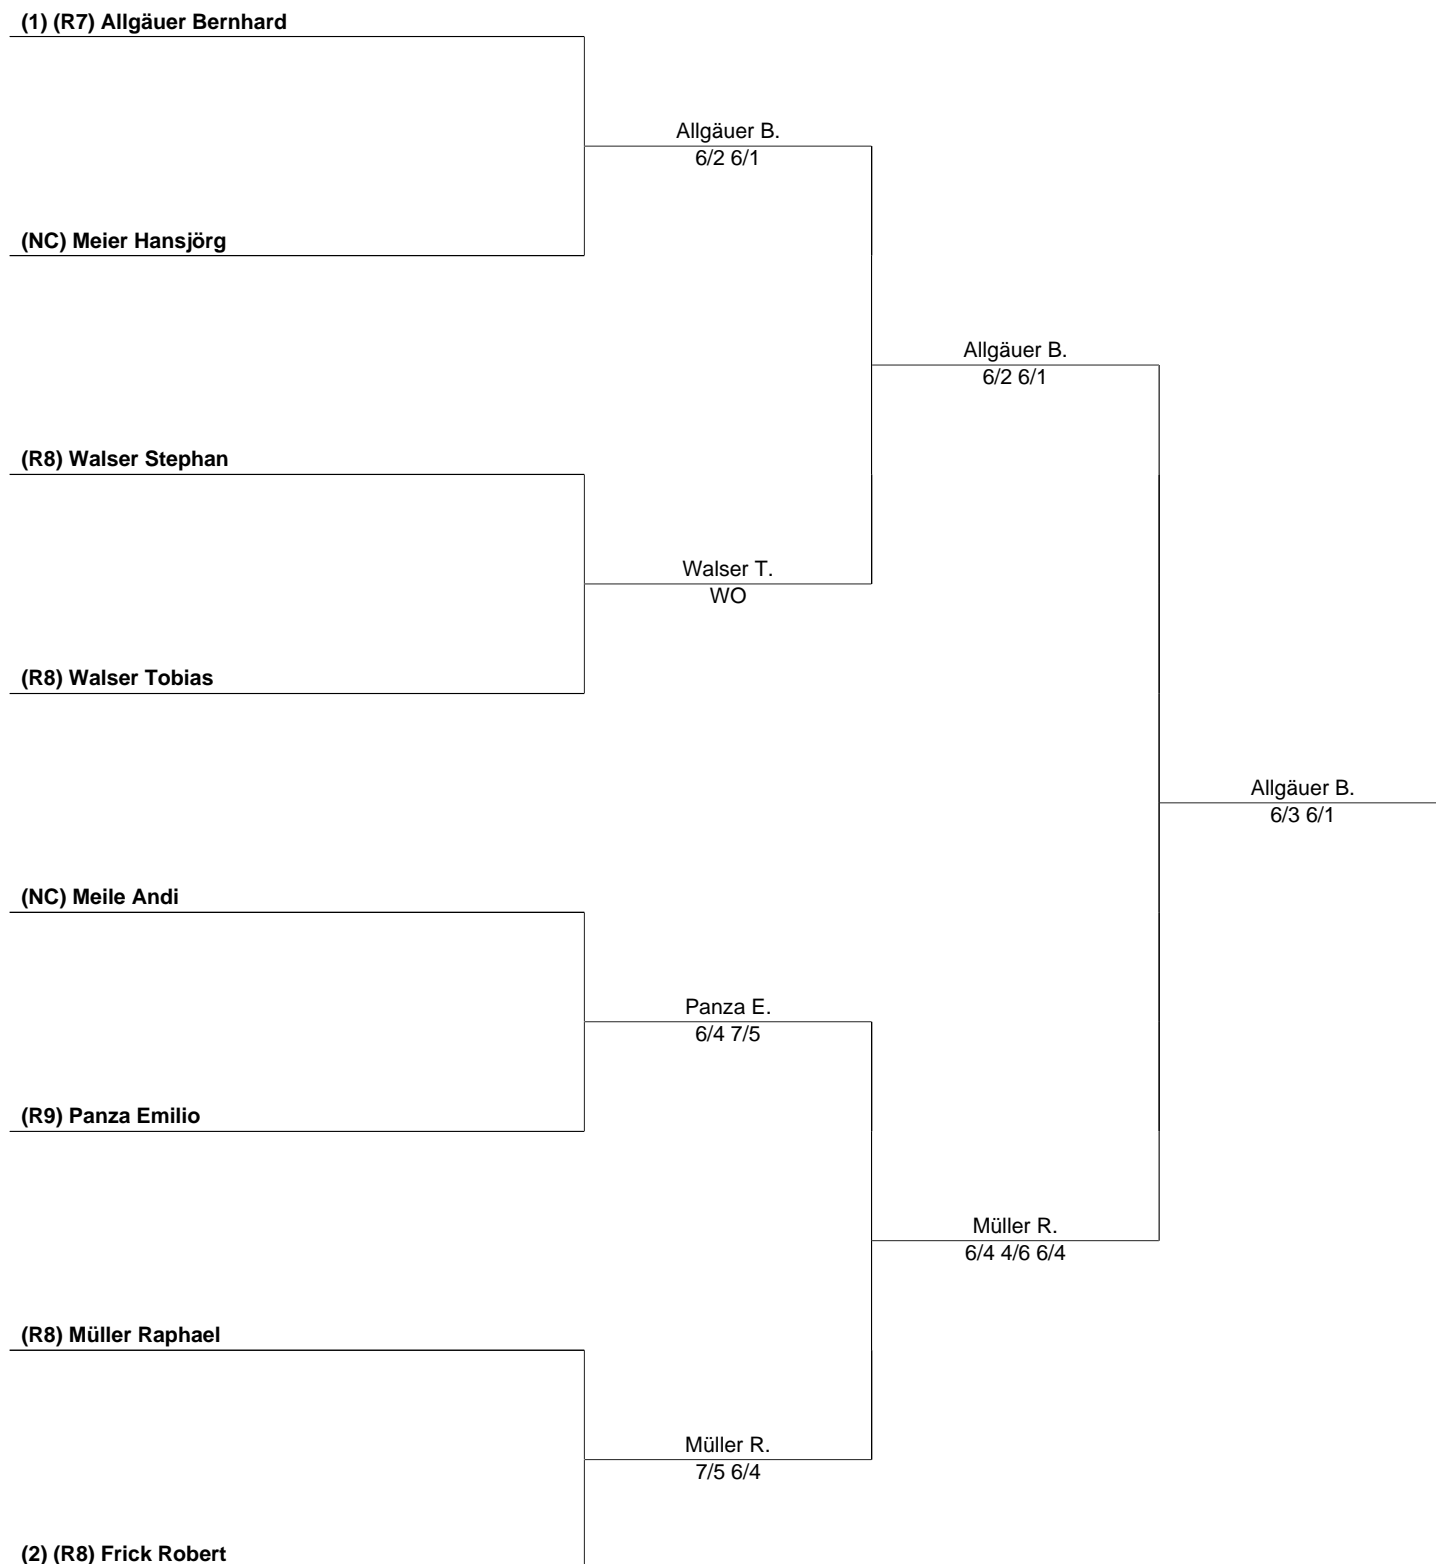 (1) (R7) Allgäuer Bernhard
Allgäuer B.
6/2 6/1
(NC) Meier Hansjörg
Allgäuer B.
6/2 6/1
(R8) Walser Stephan
Walser T.
WO
(R8) Walser Tobias
Allgäuer B.
6/3 6/1
(NC) Meile Andi
Panza E.
6/4 7/5
(R9) Panza Emilio
Müller R.
6/4 4/6 6/4
(R8) Müller Raphael
Müller R.
7/5 6/4
(2) (R8) Frick Robert